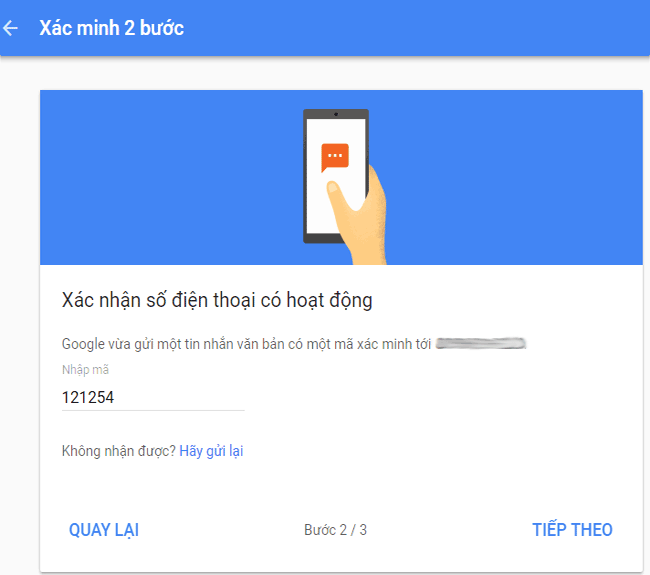 Xác minh 2 bước
Xác nhận số điện thoại có hoạt động
Google vừa gửi một tin nhắn văn bản có một mã xác minh tới
Nhập mã
121254
Không nhận được? Hãy gửi lại
QUAY LẠI Bước 2 / 3 TIẾP THEO